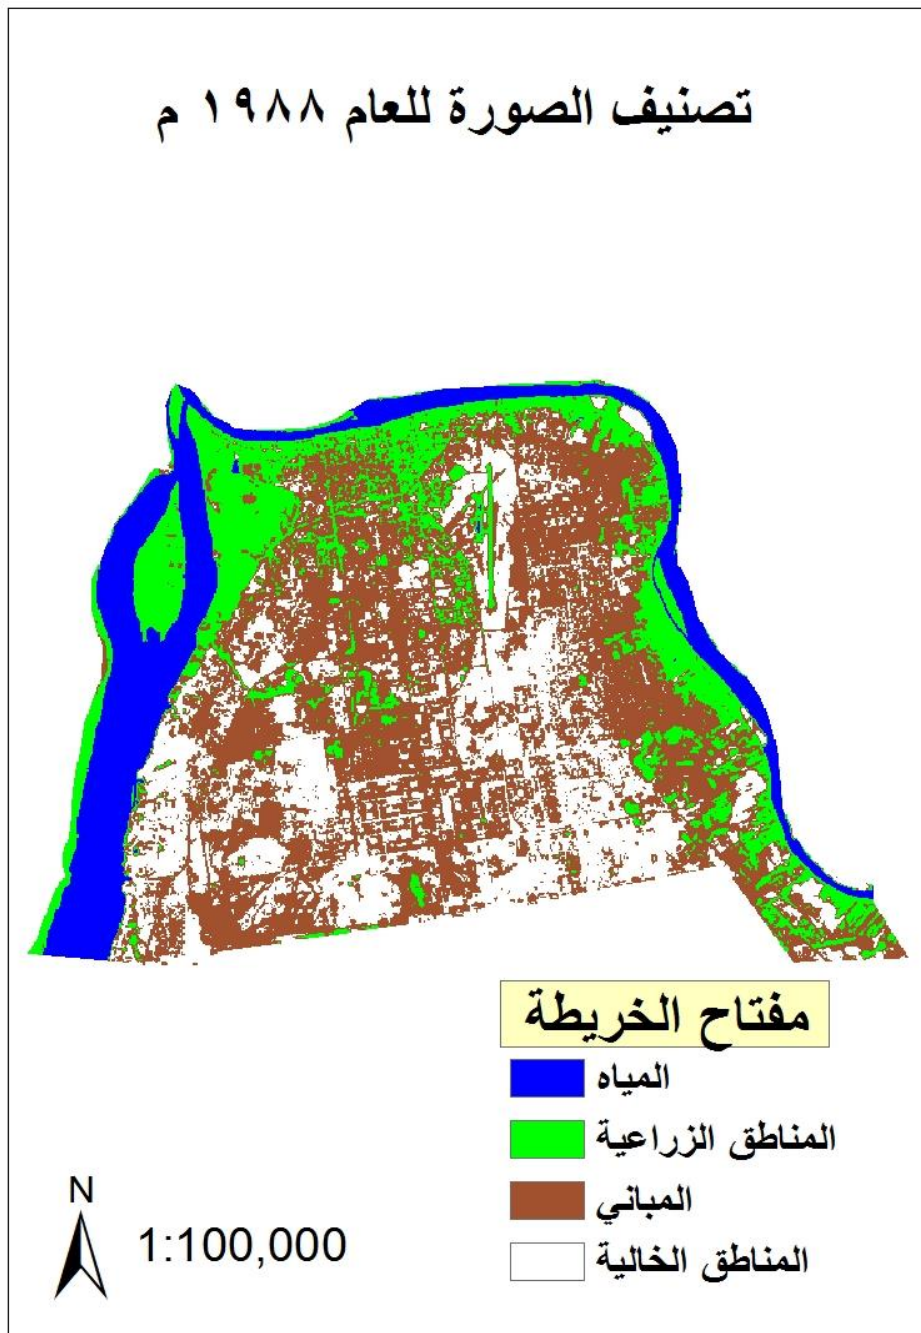 تصنيف الصورة للعام ١٩٨٨ م
مفتاح الخريطة
المياه
المناطق الزراعية
المباني
المناطق الخالية
N
1:100,000